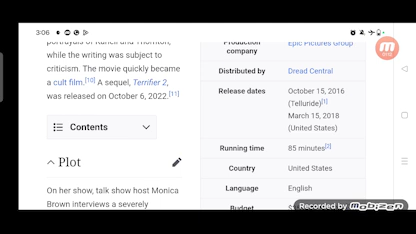 3:06
portrayals of Kanell and Thornton,
while the writing was subject to
criticism. The movie quickly became
a cult film.[10] A sequel, Terrifier 2,
was released on October 6, 2022.[11]
Contents
Plot
On her show, talk show host Monica
Brown interviews a severely
Production company
Epic Pictures Group
Distributed by
Dread Central
Release dates
October 15, 2016
(Telluride)[1]
March 15, 2018
(United States)
Running time
85 minutes[2]
Country
United States
Language
English
Budget
Recorded by
MOBIZEN